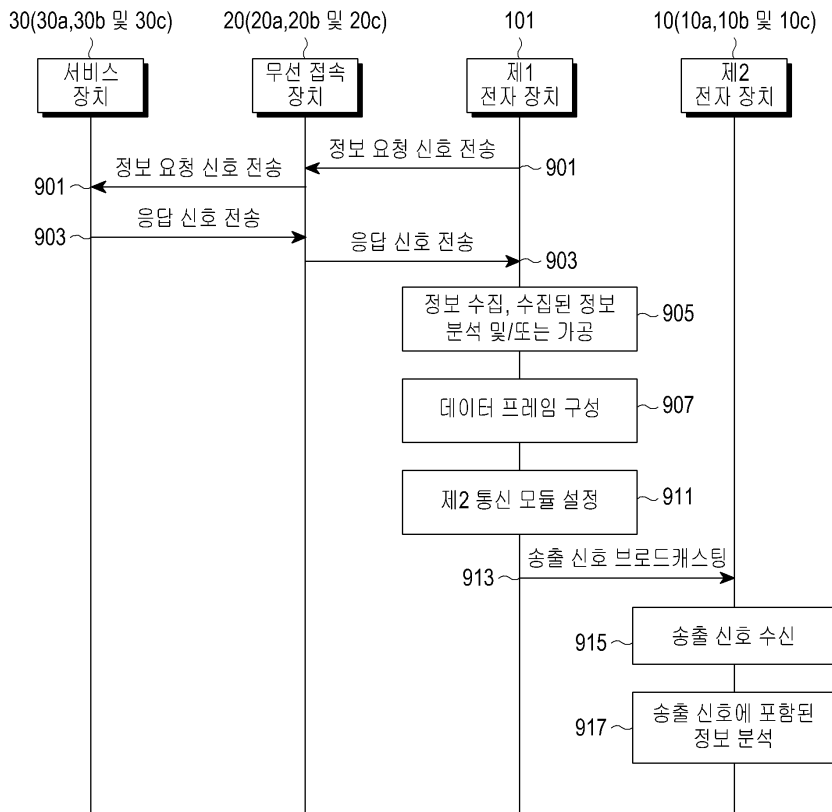 30(30a,30b 및 30c)
20(20a,20b 및 20c)
101
10(10a,10b 및 10c)
서비스
장치
무선 접속
장치
제1
전자 장치
제2
전자 장치
정보 요청 신호 전송
901
정보 요청 신호 전송
901
응답 신호 전송
903
응답 신호 전송
903
정보 수집, 수집된 정보
분석 및/또는 가공
905
데이터 프레임 구성
907
제2 통신 모듈 설정
911
송출 신호 브로드캐스팅
913
송출 신호 수신
915
송출 신호에 포함된
정보 분석
917